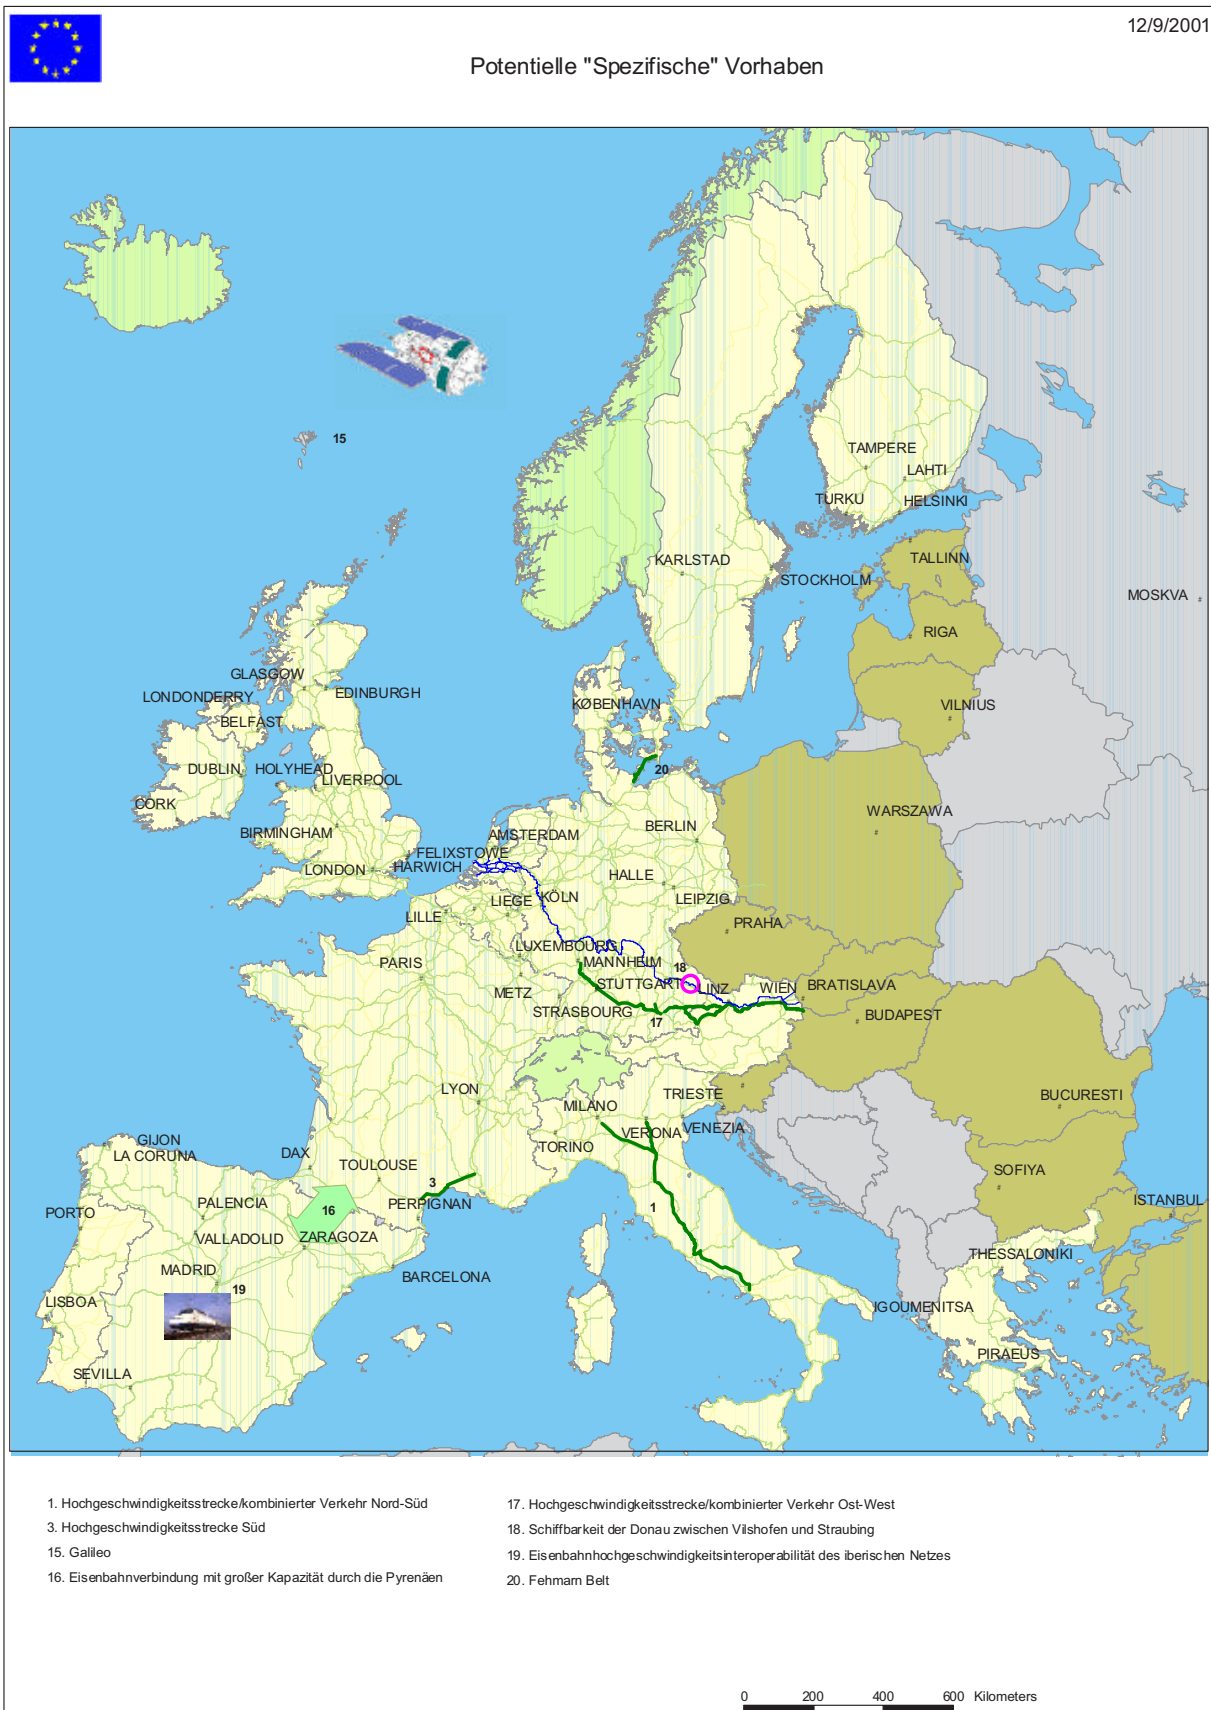 12/9/2001
Potentielle "Spezifische" Vorhaben
15
TAMPERE
LAHTI
TURKU
HELSINKI
KARLSTAD
STOCKHOLM
TALLINN
MOSKVA
RIGA
GLASGOW
EDINBURGH
LONDONDERRY
BELFAST
KØBENHAVN
VILNIUS
DUBLIN
HOLYHEAD
LIVERPOOL
20
CORK
BIRMINGHAM
AMSTERDAM
BERLIN
WARSZAWA
FELIXSTOWE
HARWICH
LONDON
HALLE
LEIPZIG
LIEGE
KÖLN
LILLE
PRAHA
LUXEMBOURG
PARIS
MANNHEIM
18
METZ
STUTTGART
LINZ
WIEN
BRATISLAVA
STRASBOURG
17
BUDAPEST
LYON
MILANO
TRIESTE
BUCURESTI
TORINO
VERONA
VENEZIA
GIJON
LA CORUNA
DAX
TOULOUSE
3
SOFIYA
PALENCIA
PERPIGNAN
ISTANBUL
PORTO
16
1
VALLADOLID
ZARAGOZA
THESSALONIKI
MADRID
BARCELONA
19
LISBOA
IGOUMENITSA
PIRAEUS
SEVILLA
1. Hochgeschwindigkeitsstrecke/kombinierter Verkehr Nord-Süd
3. Hochgeschwindigkeitsstrecke Süd
15. Galileo
16. Eisenbahnverbindung mit großer Kapazität durch die Pyrenäen
17. Hochgeschwindigkeitsstrecke/kombinierter Verkehr Ost-West
18. Schiffbarkeit der Donau zwischen Vilshofen und Straubing
19. Eisenbahnhochgeschwindigkeitsinteroperabilität des iberischen Netzes
20. Fehmarn Belt
0 200 400 600 Kilometers